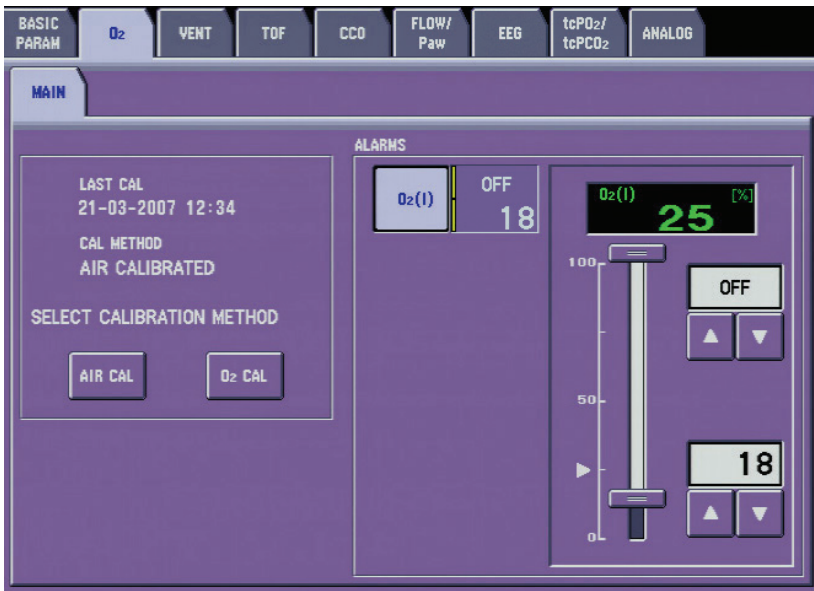 BASIC PARAM
O₂
VENT
TOF
CCO
FLOW/ Paw
EEG
tcPO₂/ tcPCO₂
ANALOG
MAIN
LAST CAL
21-03-2007 12:34
CAL METHOD
AIR CALIBRATED
SELECT CALIBRATION METHOD
AIR CAL
O₂ CAL
ALARMS
O₂(I)
OFF
18
O₂(I)
[%]
25
100
50
0
OFF
18